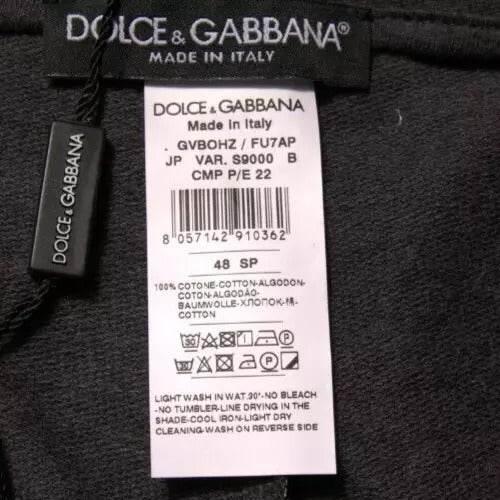 DOLCE & GABBANA®
MADE IN ITALY
DOLCE & GABBANA
DOLCE & GABBANA
Made in Italy
. GVBOHZ / FU7AP
JP VAR. S9000 B
CMP P/E 22
8 057142 910362
48 SP
100% COTONE-COTTON-ALGODON-
COTON-ALGODÃO-
BAUMWOLLE-ХЛОПОК-棉-
COTTON
30
P
P
LIGHT WASH IN WAT.30°-NO BLEACH
-NO TUMBLER-LINE DRYING IN THE
SHADE-COOL IRON-LIGHT DRY
CLEANING-WASH ON REVERSE SIDE